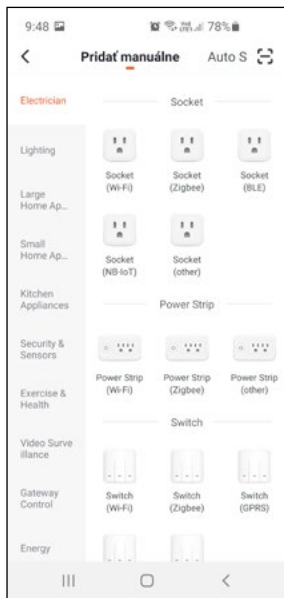 9:48 78%
Pridať manuálne Auto S
Electrician
Lighting
Large
Home Ap...
Small
Home Ap...
Kitchen
Appliances
Security &
Sensors
Exercise &
Health
Video Surve
illance
Gateway
Control
Energy
Socket
Socket Socket Socket
(Wi-Fi) (Zigbee) (BLE)
Socket Socket
(NB-IoT) (other)
Power Strip
Power Strip Power Strip Power Strip
(Wi-Fi) (Zigbee) (other)
Switch
Switch Switch Switch
(Wi-Fi) (Zigbee) (GPRS)